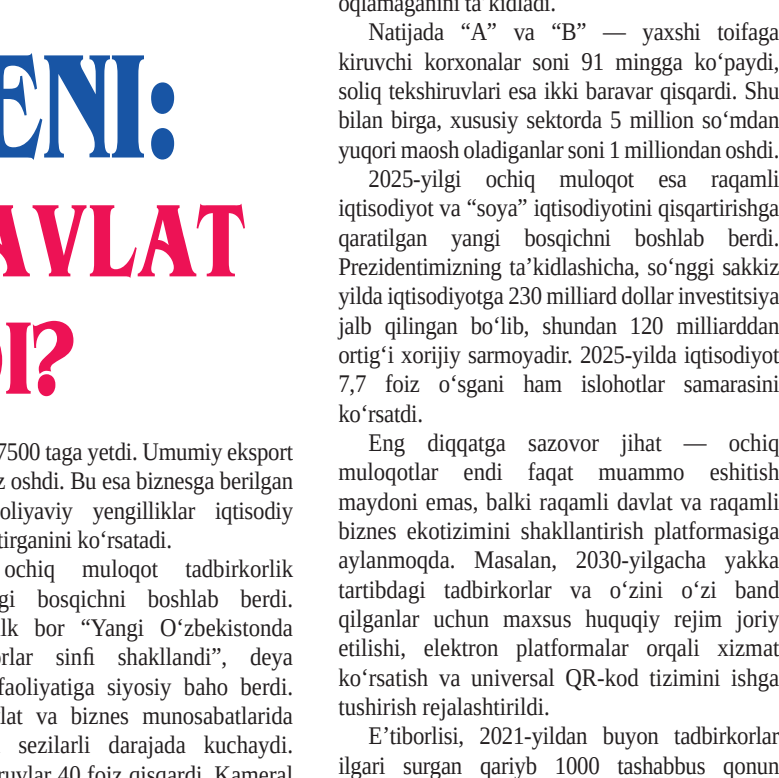 ENI:
AVLAT
I?
7500 taga yetdi. Umumiy eksport
z oshdi. Bu esa biznesga berilgan
oliyaviy yengilliklar iqtisodiy
tirganini ko‘rsatadi.
ochiq muloqot tadbirkorlik
gi bosqichni boshlab berdi.
lk bor “Yangi O‘zbekistonda
rlar sinfi shakllandi”, deya
faoliyatiga siyosiy baho berdi.
lat va biznes munosabatlarida
sezilarli darajada kuchaydi.
ruvlar 40 foiz qisqardi. Kameral
oqlamaganini ta’kidladi.
Natijada “A” va “B” — yaxshi toifaga
kiruvchi korxonalar soni 91 mingga ko‘paydi,
soliq tekshiruvlari esa ikki baravar qisqardi. Shu
bilan birga, xususiy sektorda 5 million so‘mdan
yuqori maosh oladiganlar soni 1 milliondan oshdi.
2025-yilgi ochiq muloqot esa raqamli
iqtisodiyot va “soya” iqtisodiyotini qisqartirishga
qaratilgan yangi bosqichni boshlab berdi.
Prezidentimizning ta’kidlashicha, so‘nggi sakkiz
yilda iqtisodiyotga 230 milliard dollar investitsiya
jalb qilingan bo‘lib, shundan 120 milliarddan
ortig‘i xorijiy sarmoyadir. 2025-yilda iqtisodiyot
7,7 foiz o‘sgani ham islohotlar samarasini
ko‘rsatdi.
Eng diqqatga sazovor jihat — ochiq
muloqotlar endi faqat muammo eshitish
maydoni emas, balki raqamli davlat va raqamli
biznes ekotizimini shakllantirish platformasiga
aylanmoqda. Masalan, 2030-yilgacha yakka
tartibdagi tadbirkorlar va o‘zini o‘zi band
qilganlar uchun maxsus huquqiy rejim joriy
etilishi, elektron platformalar orqali xizmat
ko‘rsatish va universal QR-kod tizimini ishga
tushirish rejalashtirildi.
E’tiborlisi, 2021-yildan buyon tadbirkorlar
ilgari surgan qariyb 1000 tashabbus qonun